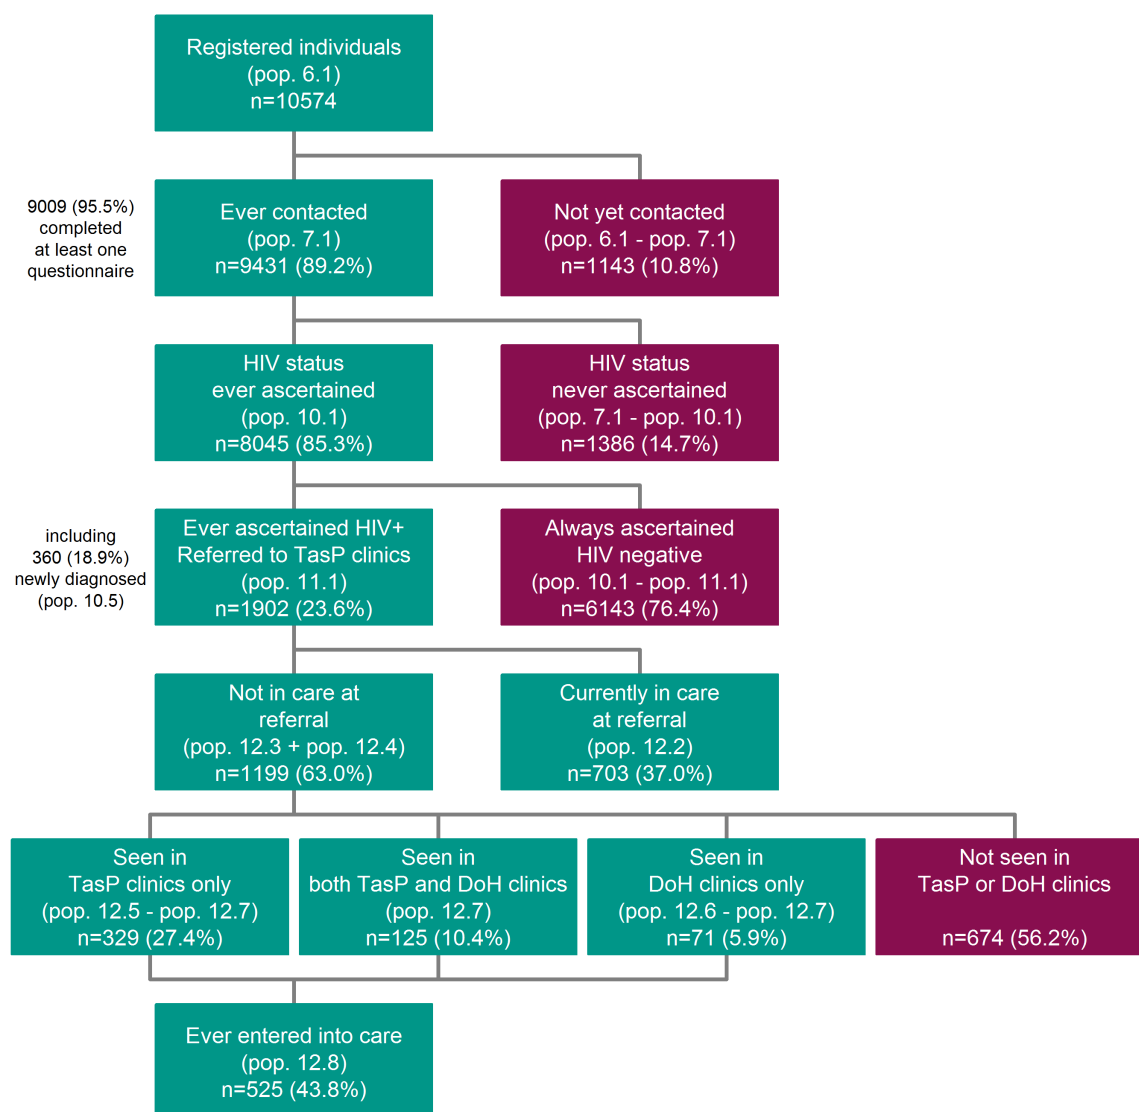 Registered individuals
(pop. 6.1)
n=10574
9009 (95.5%)
completed
at least one
questionnaire
Ever contacted
(pop. 7.1)
n=9431 (89.2%)
Not yet contacted
(pop. 6.1 - pop. 7.1)
n=1143 (10.8%)
HIV status
ever ascertained
(pop. 10.1)
n=8045 (85.3%)
HIV status
never ascertained
(pop. 7.1 - pop. 10.1)
n=1386 (14.7%)
including
360 (18.9%)
newly diagnosed
(pop. 10.5)
Ever ascertained HIV+
Referred to TasP clinics
(pop. 11.1)
n=1902 (23.6%)
Always ascertained
HIV negative
(pop. 10.1 - pop. 11.1)
n=6143 (76.4%)
Not in care at
referral
(pop. 12.3 + pop. 12.4)
n=1199 (63.0%)
Currently in care
at referral
(pop. 12.2)
n=703 (37.0%)
Seen in
TasP clinics only
(pop. 12.5 - pop. 12.7)
n=329 (27.4%)
Seen in
both TasP and DoH clinics
(pop. 12.7)
n=125 (10.4%)
Seen in
DoH clinics only
(pop. 12.6 - pop. 12.7)
n=71 (5.9%)
Not seen in
TasP or DoH clinics
n=674 (56.2%)
Ever entered into care
(pop. 12.8)
n=525 (43.8%)